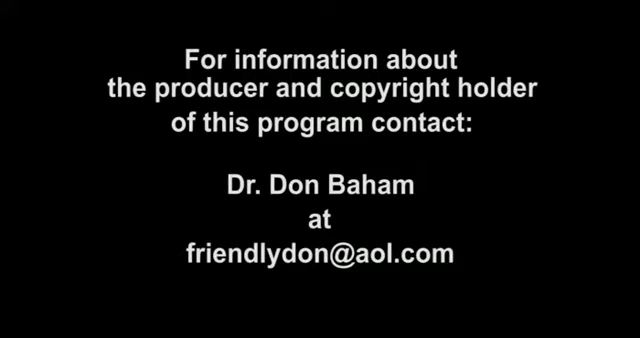 For information about
the producer and copyright holder
of this program contact:
Dr. Don Baham
at
friendlydon@aol.com